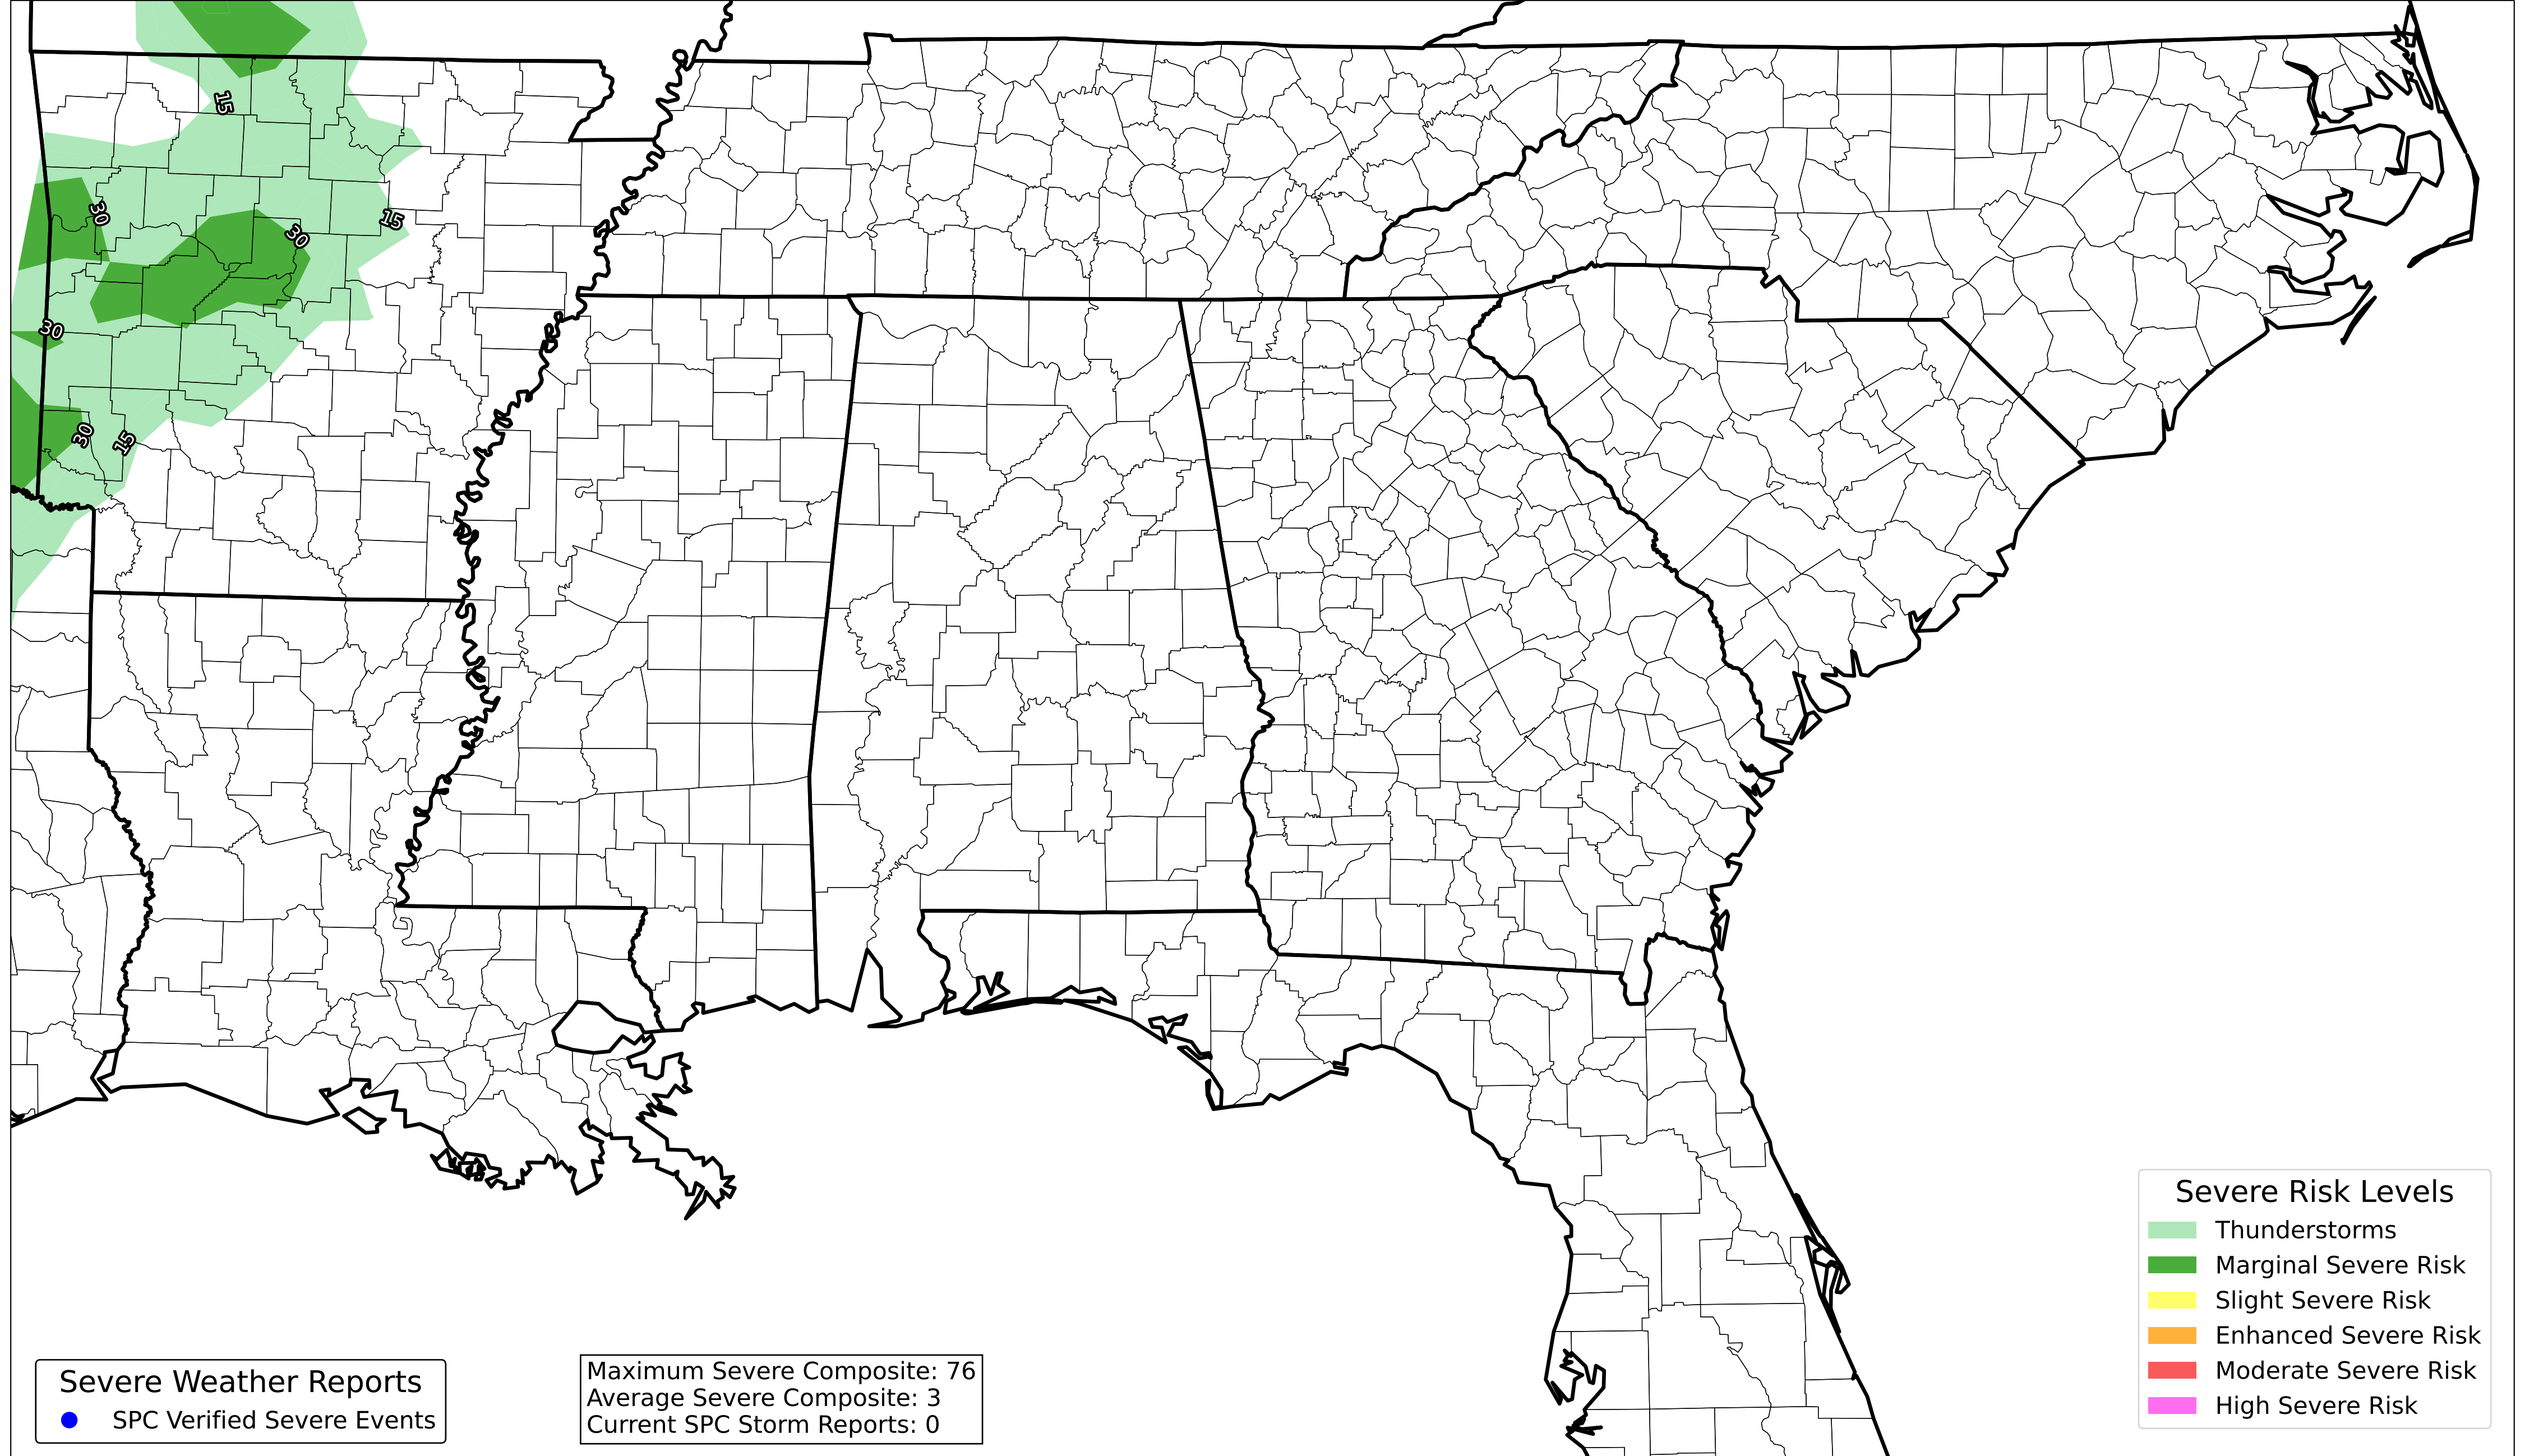 15
30
15
30
30
30
15
Severe Risk Levels
Thunderstorms
Marginal Severe Risk
Slight Severe Risk
Enhanced Severe Risk
Moderate Severe Risk
High Severe Risk
Severe Weather Reports
SPC Verified Severe Events
Maximum Severe Composite: 76
Average Severe Composite: 3
Current SPC Storm Reports: 0